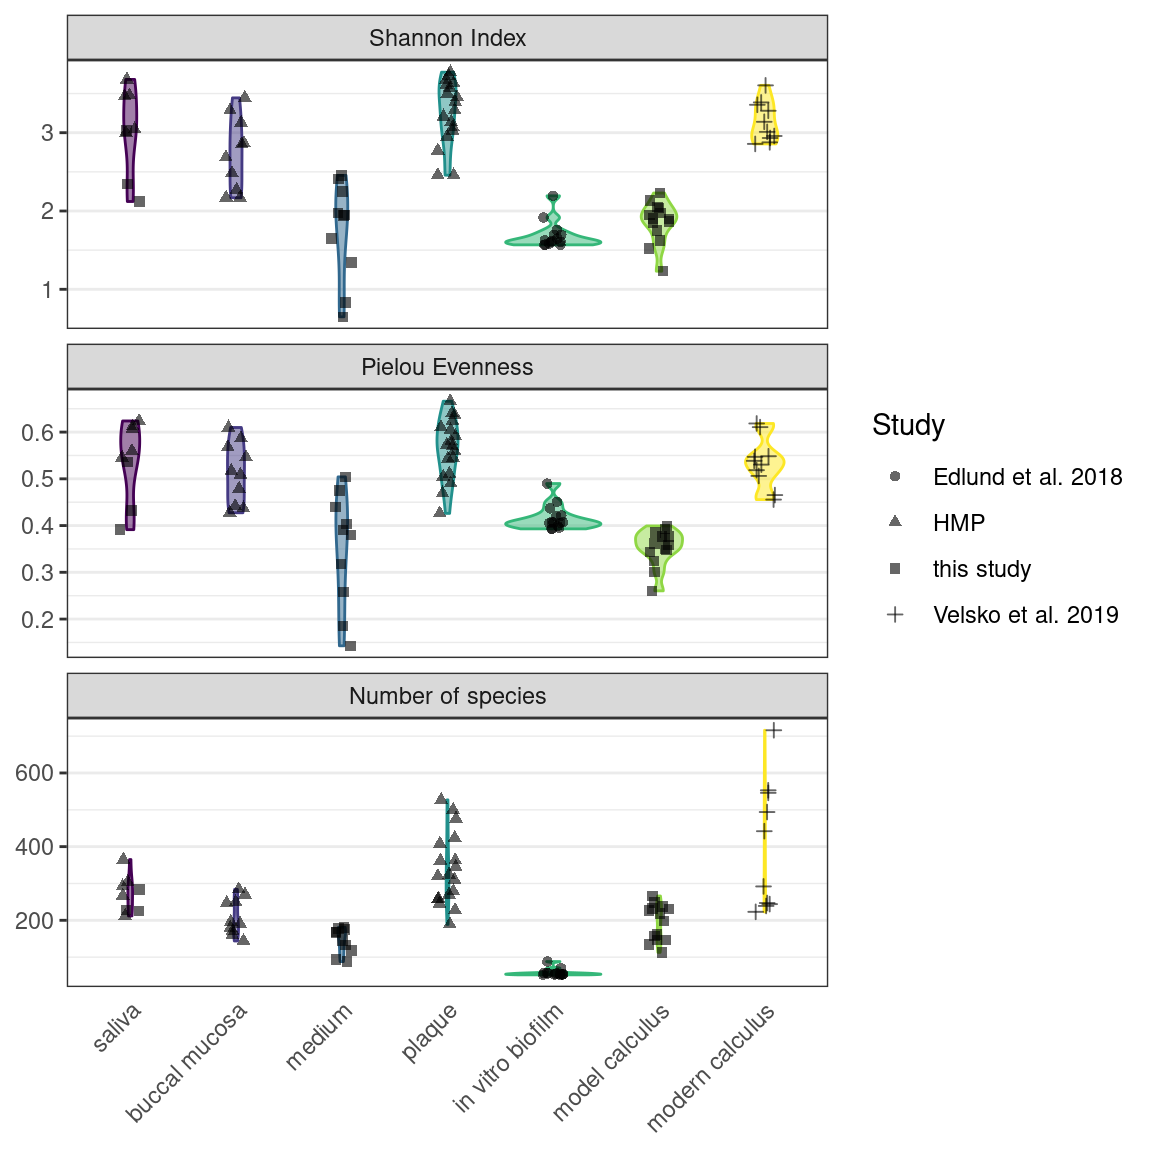 Shannon Index
3
2
1
Pielou Evenness
0.6
0.5
0.4
0.3
0.2
Number of species
600
400
200
saliva
buccal mucosa
medium
plaque
in vitro biofilm
model calculus
modern calculus
Study
Edlund et al. 2018
HMP
this study
Velsko et al. 2019